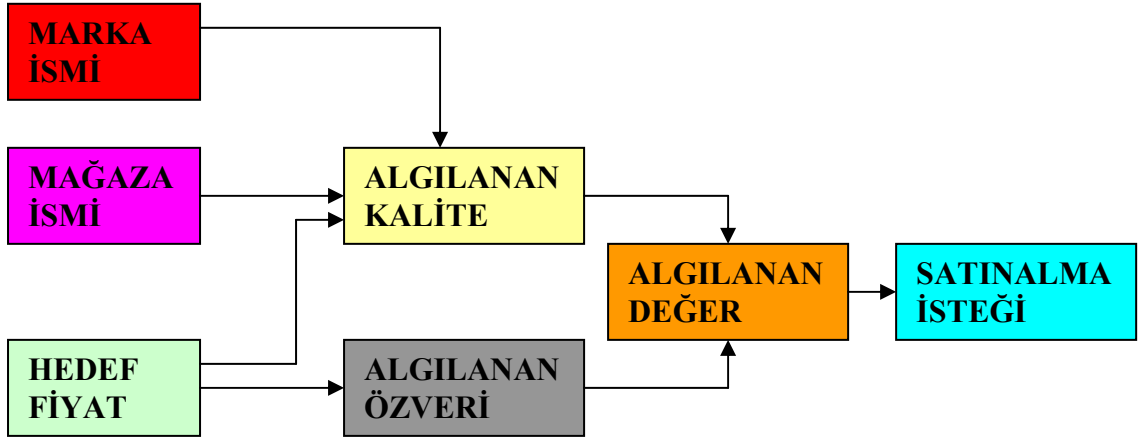 MARKA
İSMİ
MAĞAZA
İSMİ
ALGILANAN
KALİTE
ALGILANAN
DEĞER
SATINALMA
İSTEĞİ
HEDEF
FİYAT
ALGILANAN
ÖZVERİ